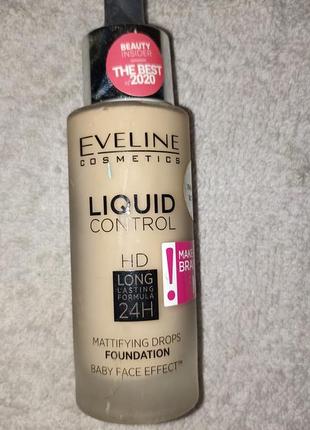 BEAUTY
INSIDER
THE BEST
OF 2020
EVELINE
COSMETICS
LIQUID
CONTROL
HD
LONG
LASTING
FORMULA
24H
MAKE
BRA
!
MATTIFYING DROPS
FOUNDATION
BABY FACE EFFECT™